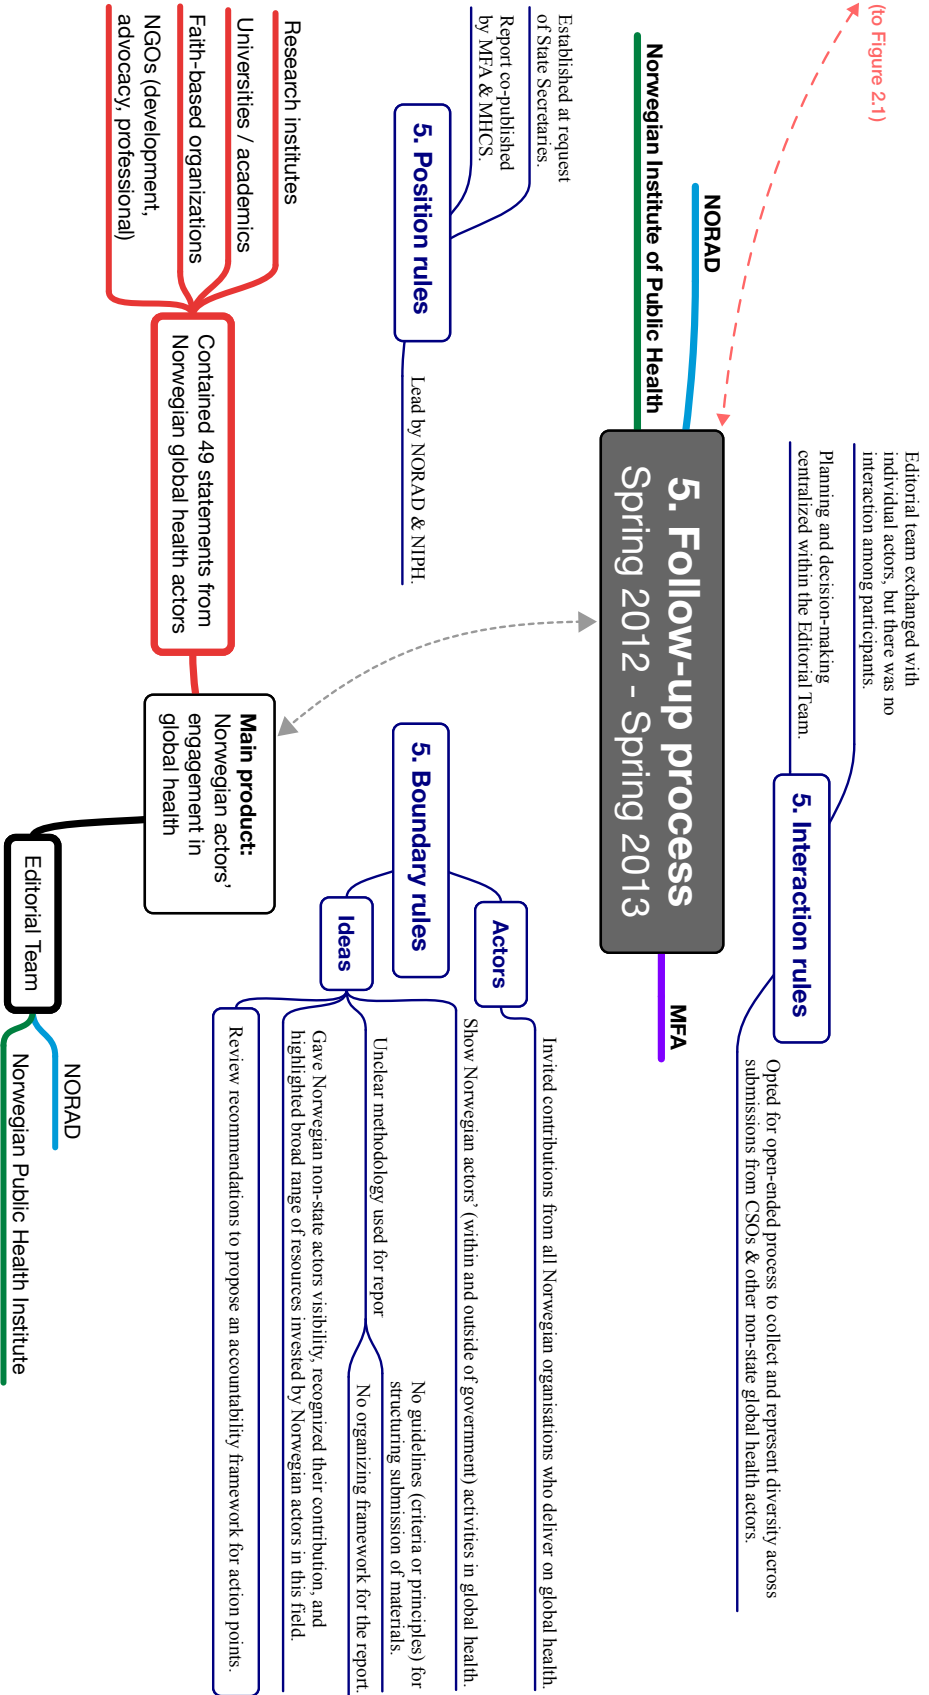 (to Figure 2.1)
Editorial team exchanged with
individual actors, but there was no
interaction among participants.
Planning and decision-making
centralized within the Editorial Team.
5. Interaction rules
Opted for open-ended process to collect and represent diversity across
submissions from CSOs & other non-state global health actors.
NORAD
Norwegian Institute of Public Health
5. Follow-up process
Spring 2012 - Spring 2013
MFA
Established at request
of State Secretaries.
Report co-published
by MFA & MHCS.
5. Position rules
Lead by NORAD & NIPH.
5. Boundary rules
Actors
Invited contributions from all Norwegian organisations who deliver on global health.
Ideas
Show Norwegian actors' (within and outside of government) activities in global health.
Unclear methodology used for repor
No guidelines (criteria or principles) for
structuring submission of materials.
No organizing framework for the report.
Gave Norwegian non-state actors visibility, recognized their contribution, and
highlighted broad range of resources invested by Norwegian actors in this field.
Review recommendations to propose an accountability framework for action points.
Research institutes
Universities / academics
Faith-based organizations
NGOs (development,
advocacy, professional)
Contained 49 statements from
Norwegian global health actors
Main product:
Norwegian actors'
engagement in
global health
Editorial Team
NORAD
Norwegian Public Health Institute